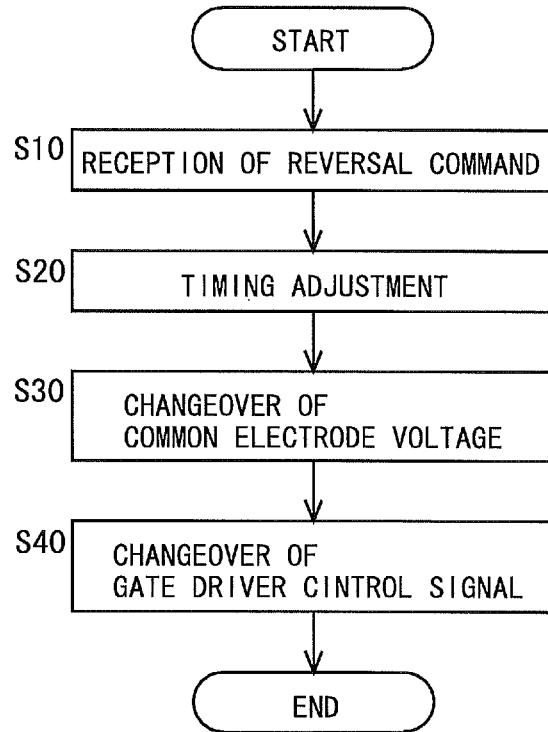 START
S10
RECEPTION OF REVERSAL COMMAND
S20
TIMING ADJUSTMENT
S30
CHANGEOVER OF
COMMON ELECTRODE VOLTAGE
S40
CHANGEOVER OF
GATE DRIVER CINTROL SIGNAL
END